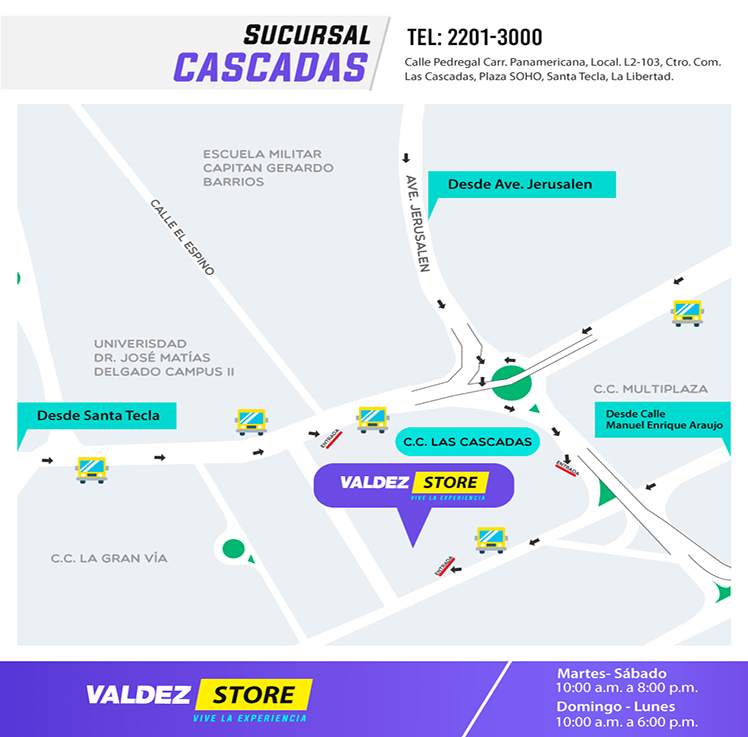 SUCURSAL
CASCADAS
TEL: 2201-3000
Calle Pedregal Carr. Panamericana, Local. L2-103, Ctro. Com.
Las Cascadas, Plaza SOHO, Santa Tecla, La Libertad.
ESCUELA MILITAR
CAPITAN GERARDO
BARRIOS
Desde Ave. Jerusalen
AVE. JERUSALEN
CALLE EL ESPINO
UNIVERISDAD
DR. JOSÉ MATÍAS
DELGADO CAMPUS II
C.C. MULTIPLAZA
Desde Santa Tecla
Desde Calle
Manuel Enrique Araujo
ENTRADA
C.C. LAS CASCADAS
ENTRADA
VALDEZ STORE
VIVE LA EXPERIENCIA
C.C. LA GRAN VÍA
ENTRADA
VALDEZ STORE
VIVE LA EXPERIENCIA
Martes- Sábado
10:00 a.m. a 8:00 p.m.
Domingo - Lunes
10:00 a.m. a 6:00 p.m.